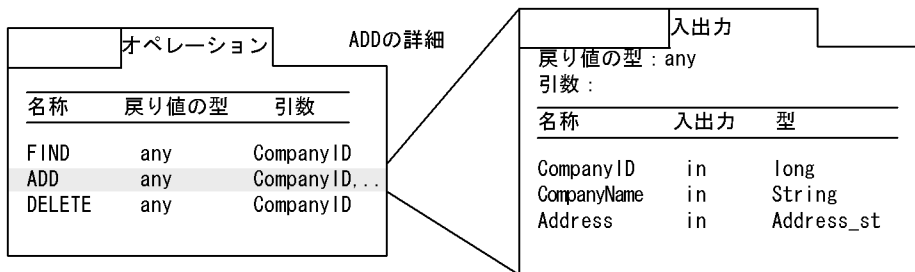 オペレーション
名称 戻り値の型 引数
FIND any CompanyID
ADD any CompanyID,..
DELETE any CompanyID
ADDの詳細
入出力
戻り値の型：any
引数：
名称 入出力 型
CompanyID in long
CompanyName in String
Address in Address_st